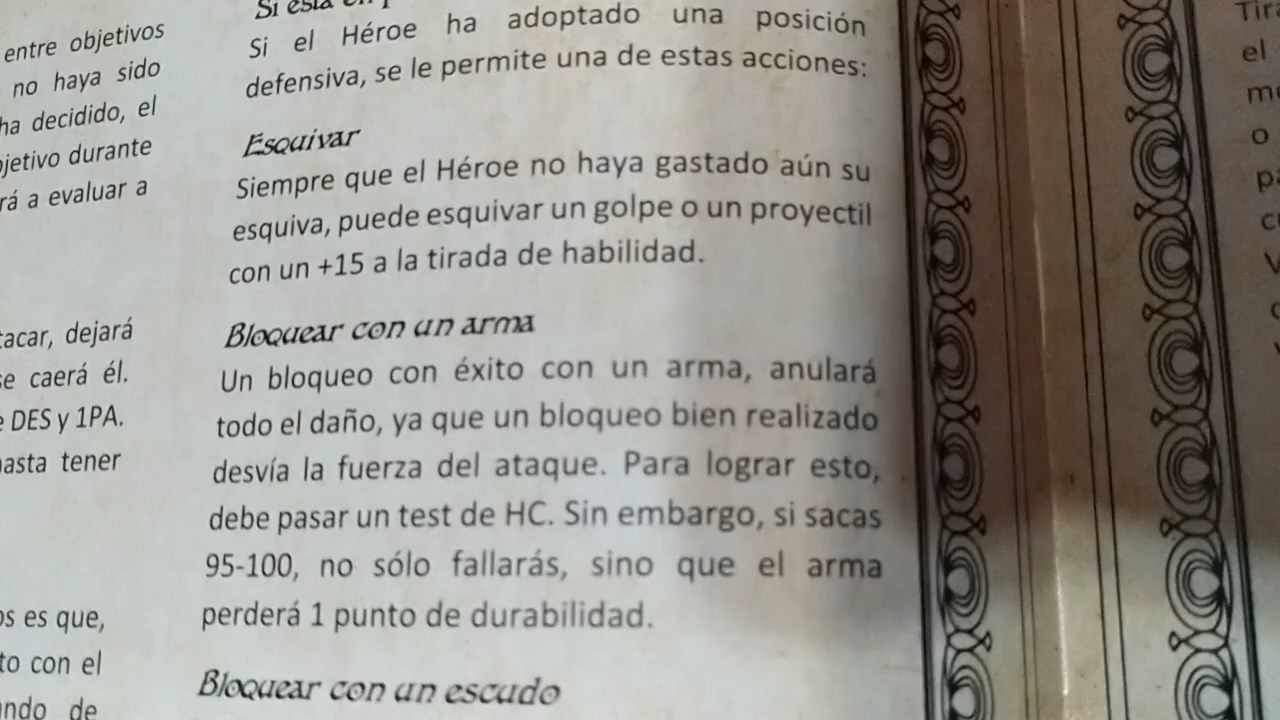 entre objetivos
no haya sido
ha decidido, el
objetivo durante
a evaluar a
dejará
se caerá él.
DES y 1PA.
hasta tener
es que,
con el
de
Si está
Si el Héroe ha adoptado una posición
defensiva, se le permite una de estas acciones:
Esquivar
Siempre que el Héroe no haya gastado aún su
esquiva, puede esquivar un golpe o un proyectil
con un +15 a la tirada de habilidad.
Bloquear con un arma
Un bloqueo con éxito con un arma, anulará
todo el daño, ya que un bloqueo bien realizado
desvía la fuerza del ataque. Para lograr esto,
debe pasar un test de HC. Sin embargo, si sacas
95-100, no sólo fallarás, sino que el arma
perderá 1 punto de durabilidad.
Bloquear con un escudo
el
o